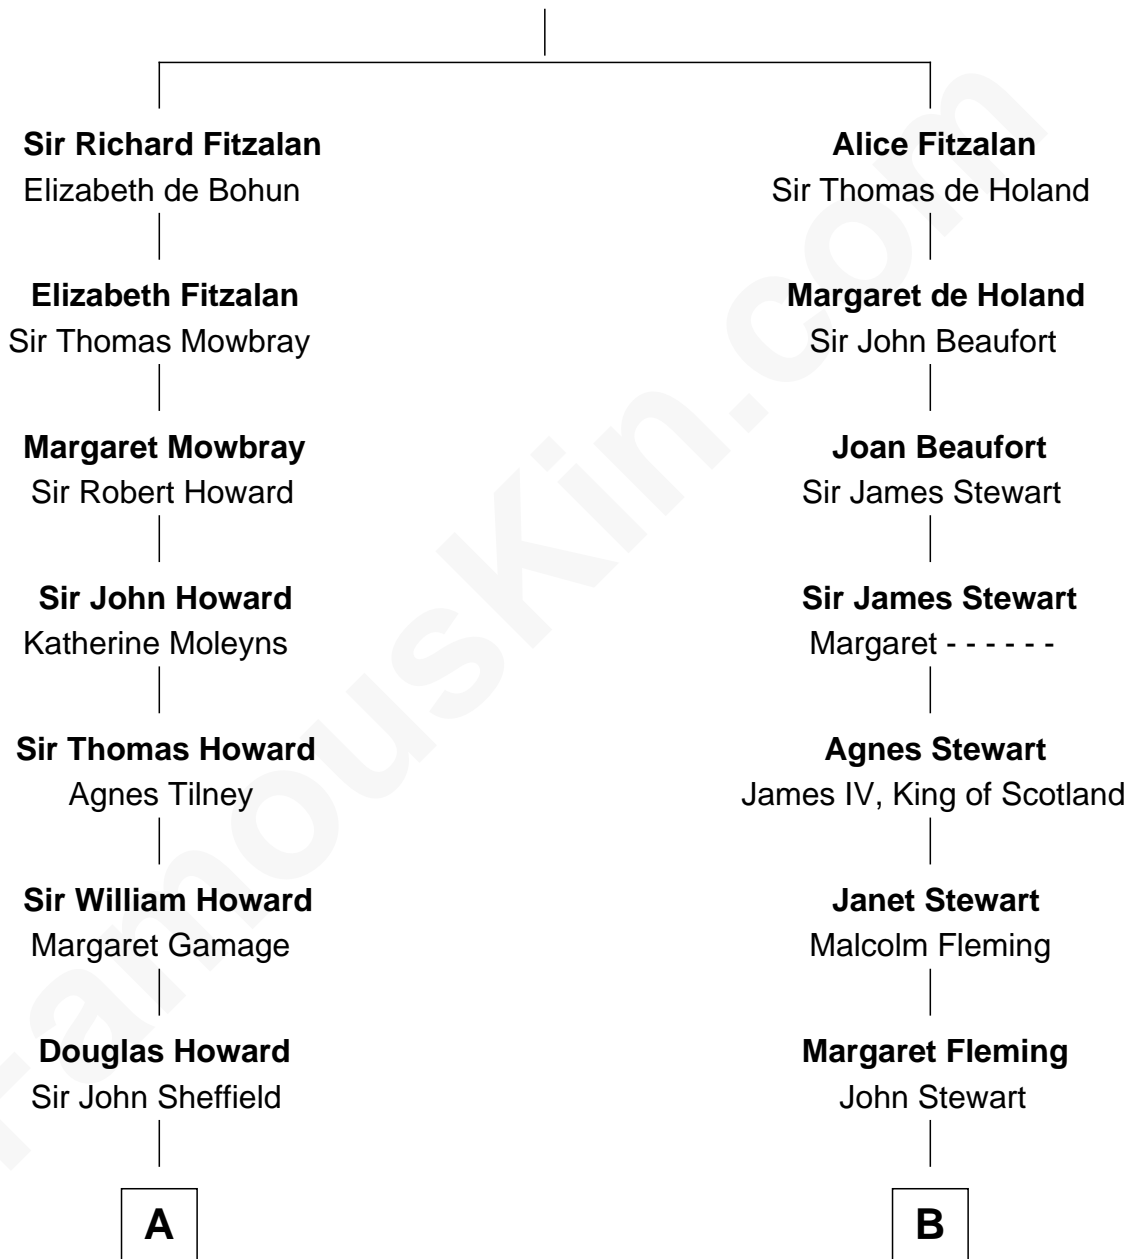 Sir Richard Fitzalan
Elizabeth de Bohun
Elizabeth Fitzalan
Sir Thomas Mowbray
Margaret Mowbray
Sir Robert Howard
Sir John Howard
Katherine Moleyns
Sir Thomas Howard
Agnes Tilney
Sir William Howard
Margaret Gamage
Douglas Howard
Sir John Sheffield
A
Alice Fitzalan
Sir Thomas de Holand
Margaret de Holand
Sir John Beaufort
Joan Beaufort
Sir James Stewart
Sir James Stewart
Margaret - - - - - -
Agnes Stewart
James IV, King of Scotland
Janet Stewart
Malcolm Fleming
Margaret Fleming
John Stewart
B
FamousKin.com